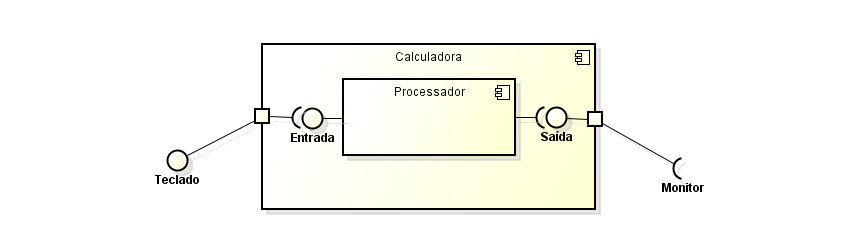 Calculadora
Processador
Entrada
Saída
Teclado
Monitor